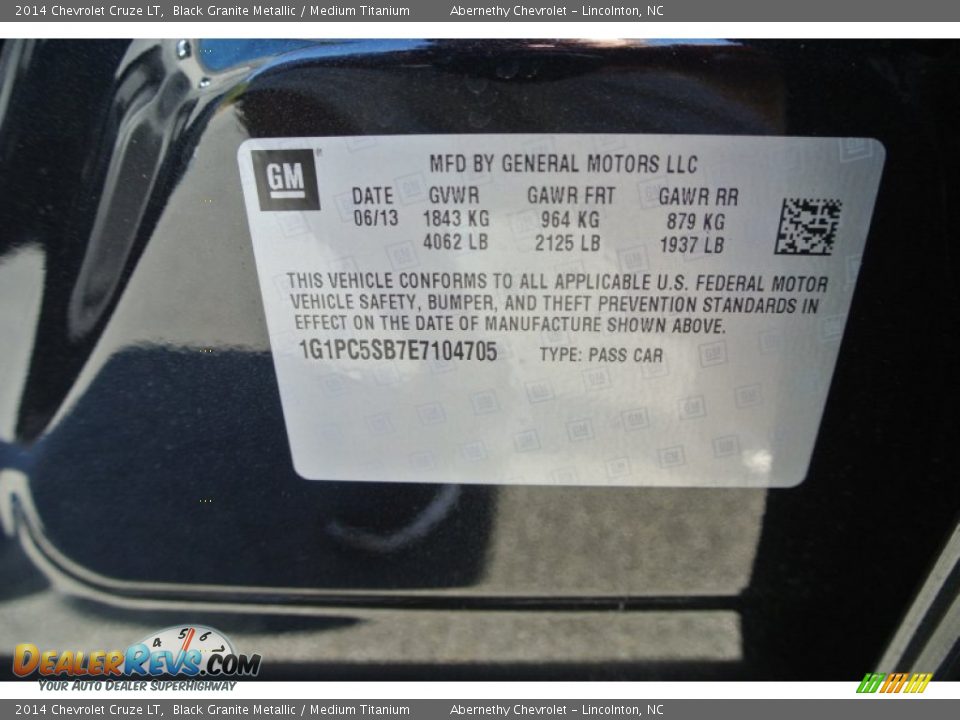 2014 Chevrolet Cruze LT,  Black Granite Metallic / Medium Titanium        Abernethy Chevrolet – Lincolnton, NC
GM
MFD BY GENERAL MOTORS LLC
DATE GVWR GAWR FRT GAWR RR
06/13 1843 KG 964 KG 879 KG
4062 LB 2125 LB 1937 LB
THIS VEHICLE CONFORMS TO ALL APPLICABLE U.S. FEDERAL MOTOR
VEHICLE SAFETY, BUMPER, AND THEFT PREVENTION STANDARDS IN
EFFECT ON THE DATE OF MANUFACTURE SHOWN ABOVE.
1G1PC5SB7E7104705 TYPE: PASS CAR
4 5 6
DEALERREVS.COM
YOUR AUTO DEALER SUPERHIGHWAY
2014 Chevrolet Cruze LT,  Black Granite Metallic / Medium Titanium        Abernethy Chevrolet – Lincolnton, NC